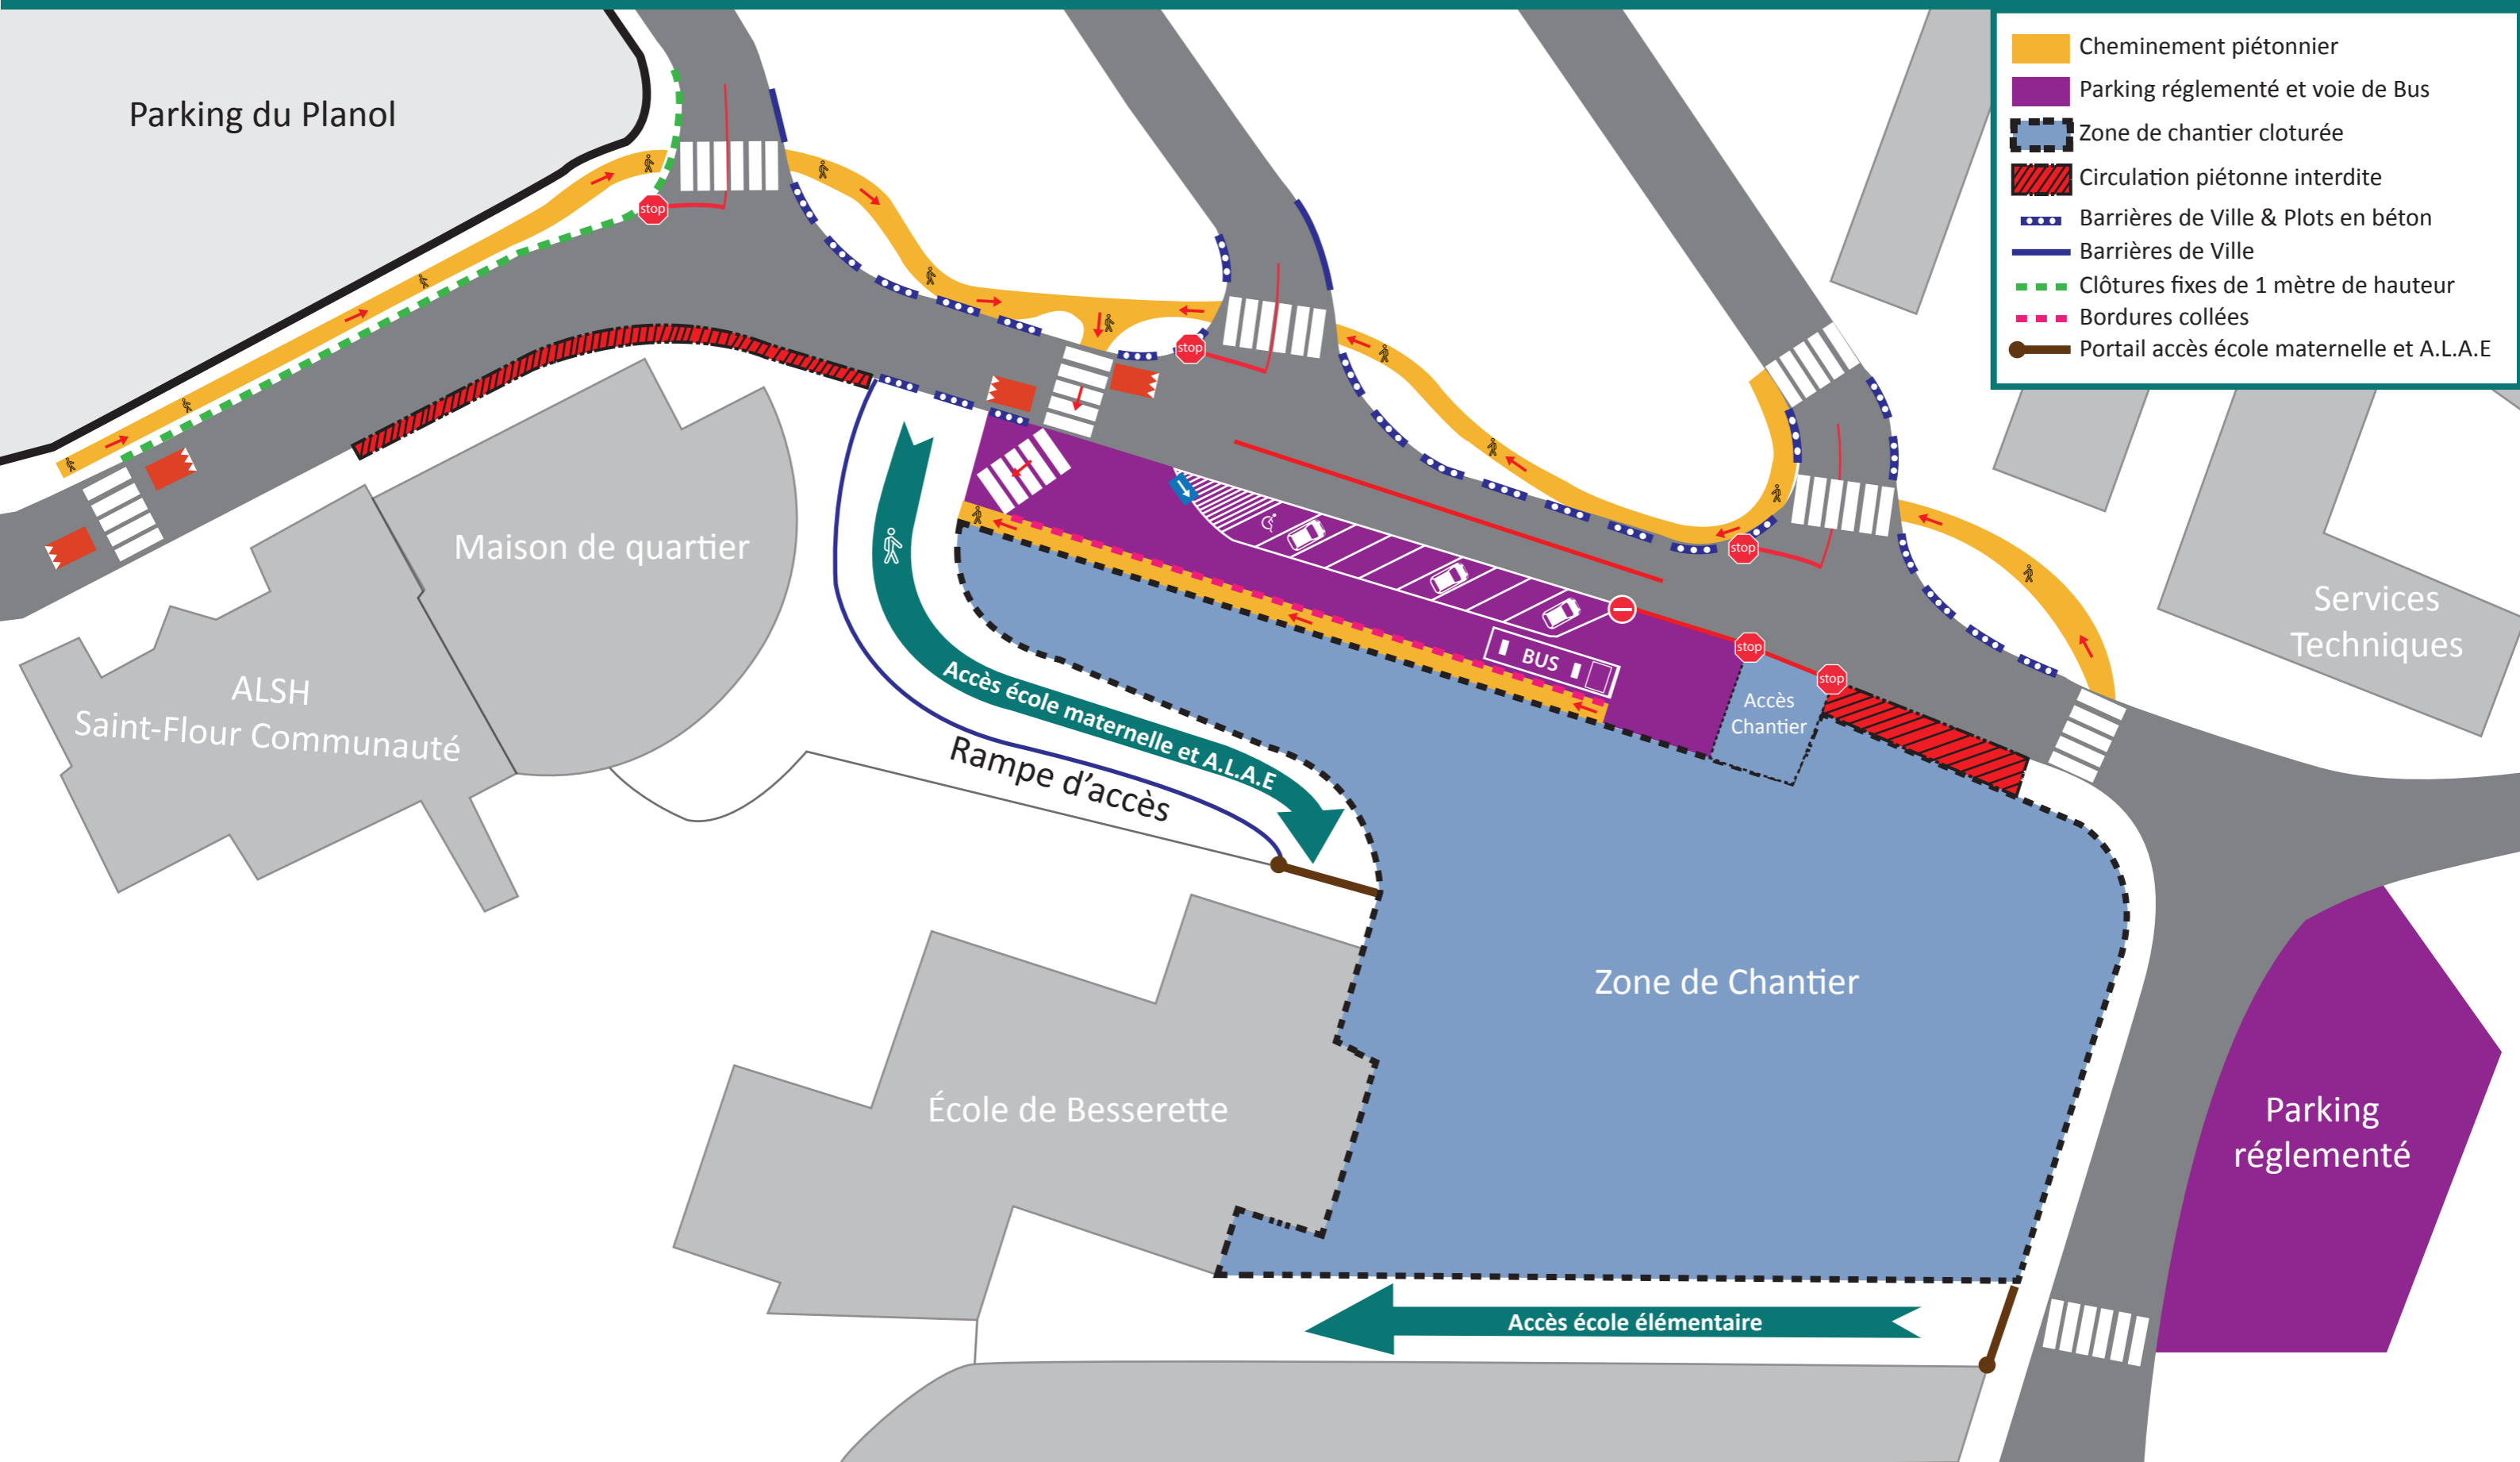 Parking du Planol
Cheminement piétonnier
Parking réglementé et voie de Bus
Zone de chantier cloturée
Circulation piétonne interdite
Barrières de Ville & Plots en béton
Barrières de Ville
Clôtures fixes de 1 mètre de hauteur
Bordures collées
Portail accès école maternelle et A.L.A.E
stop
stop
stop
Maison de quartier
Services
Techniques
stop
stop
BUS
Accès
Chantier
ALSH
Saint-Flour Communauté
Accès école maternelle et A.L.A.E
Rampe d'accès
Zone de Chantier
École de Besserette
Parking
réglementé
Accès école élémentaire